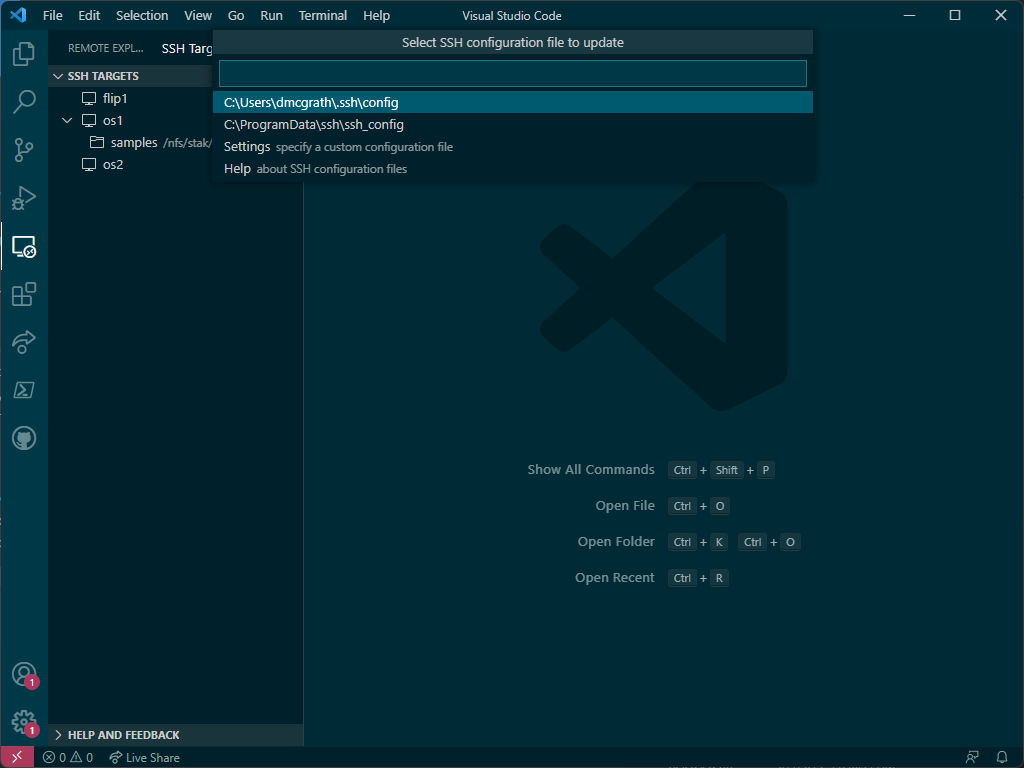 File Edit Selection View Go Run Terminal Help Visual Studio Code
REMOTE EXPL... SSH Targ
Select SSH configuration file to update
SSH TARGETS
flip1
os1
samples /nfs/stak/
os2
C:\Users\dmcgrath\.ssh\config
C:\ProgramData\ssh\ssh_config
Settings specify a custom configuration file
Help about SSH configuration files
Show All Commands Ctrl + Shift + P
Open File Ctrl + O
Open Folder Ctrl + K Ctrl + O
Open Recent Ctrl + R
1
1
HELP AND FEEDBACK
0 0 Live Share